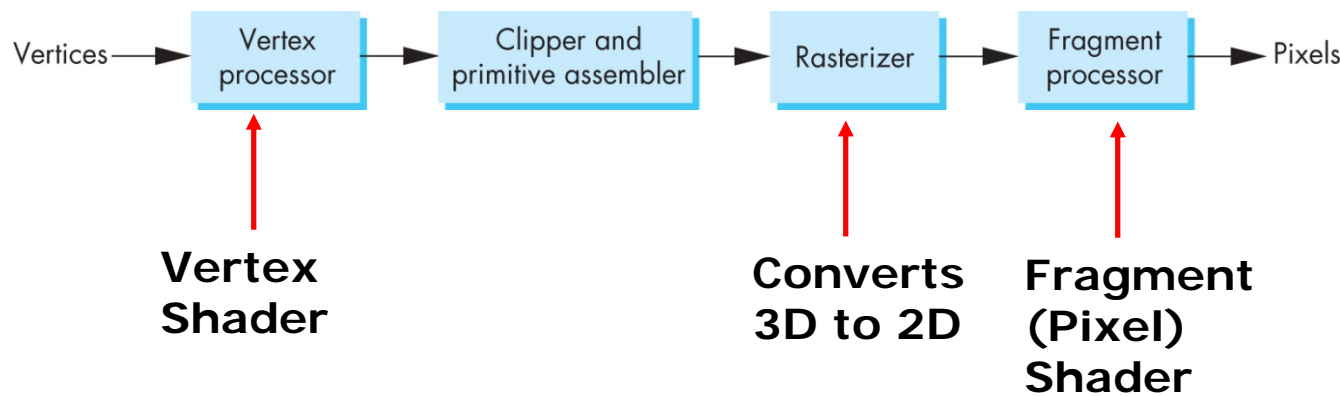 Vertices
Vertex
processor
Clipper and
primitive assembler
Rasterizer
Fragment
processor
Pixels
Vertex
Shader
Converts
3D to 2D
Fragment
(Pixel)
Shader